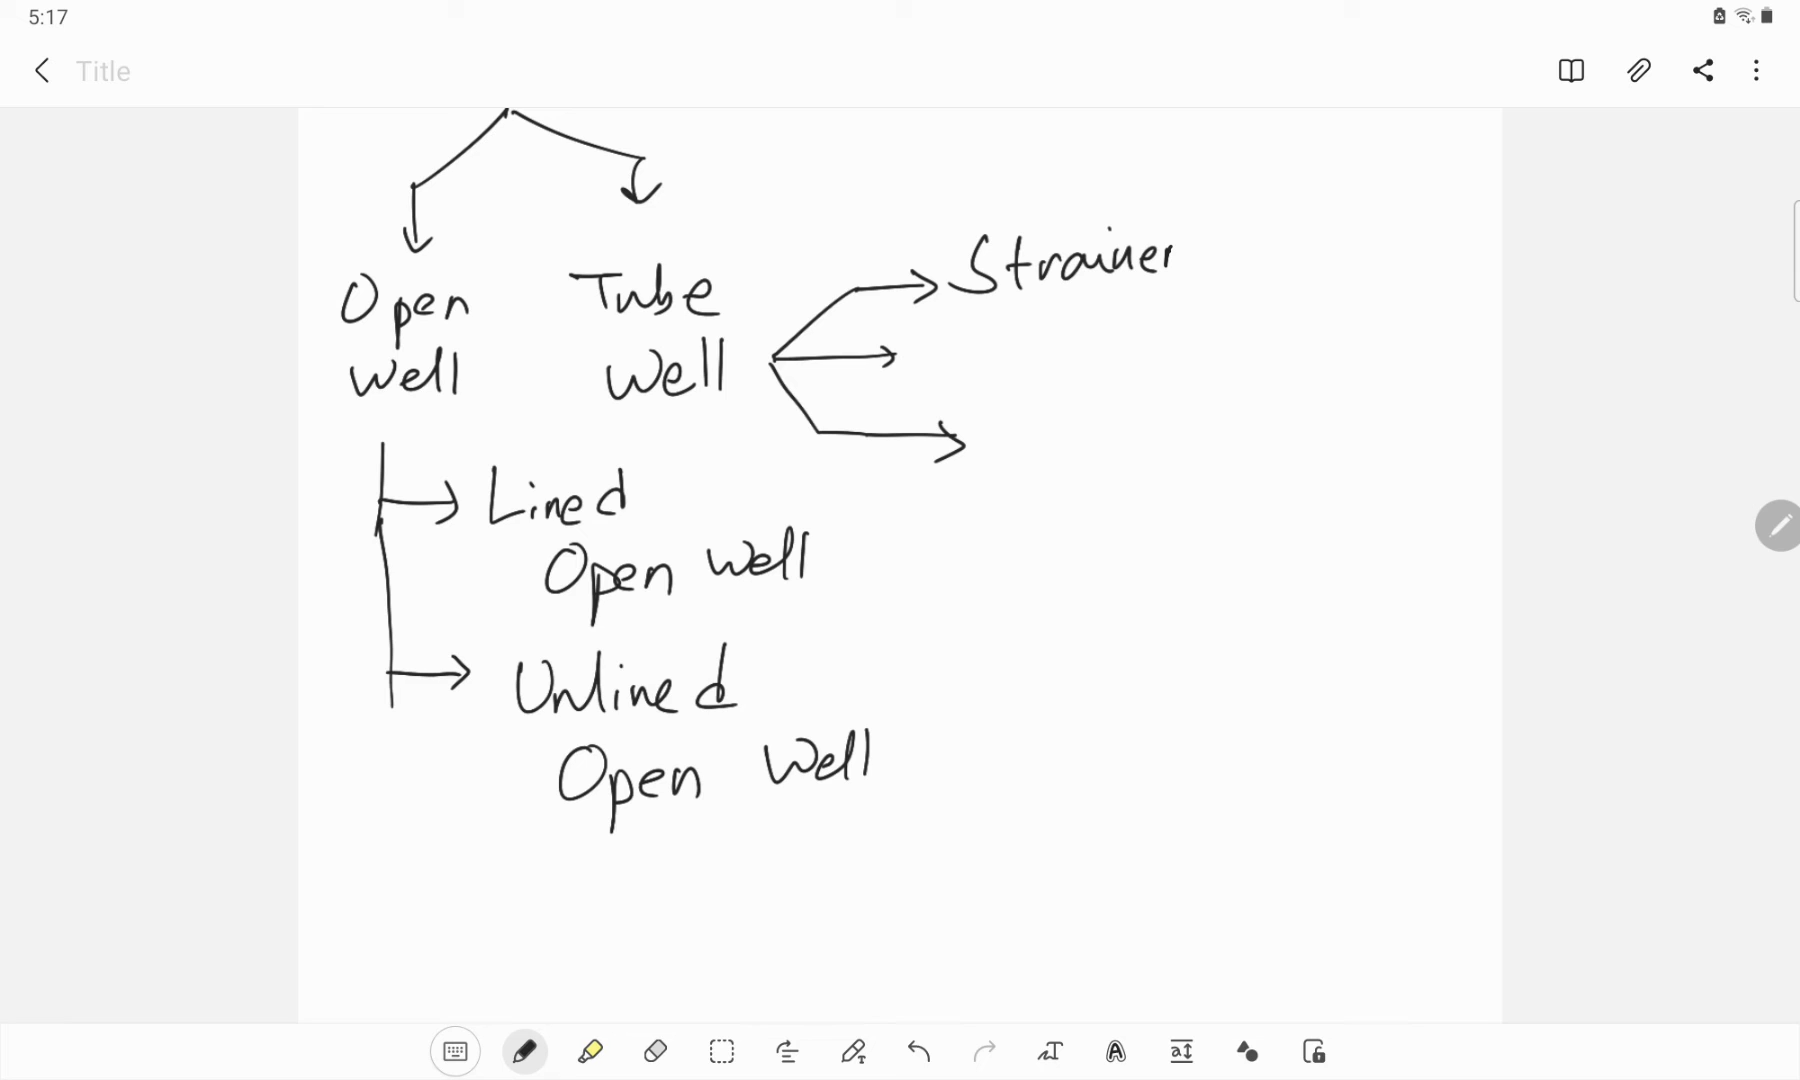 5:17
Title
Strainer
Open
Well
Tube
Well
Lined
Open Well
Unlined
Open Well